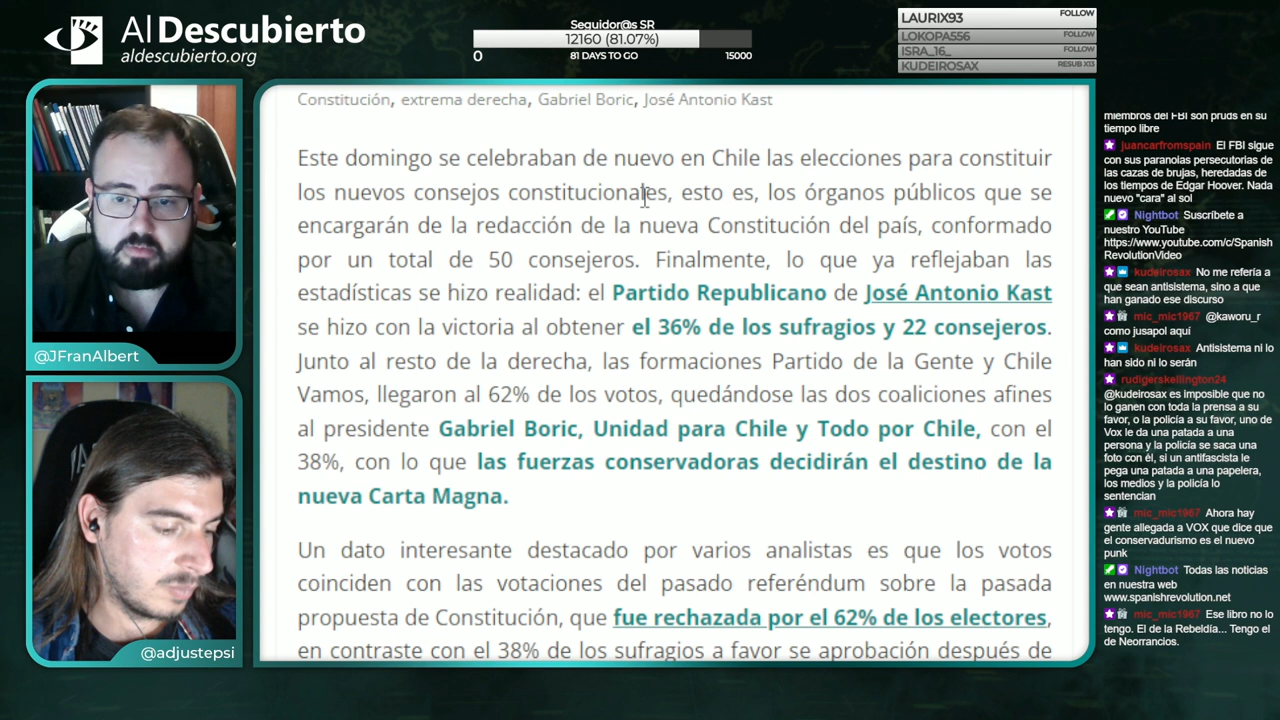 Al Descubierto
aldescubierto.org
Seguidor@s SR
12160 (81.07%)
0
81 DAYS TO GO
15000
LAURIX93 FOLLOW
LOKOPA556 FOLLOW
ISRA_16_ FOLLOW
KUDEIROSAX RESUB X13
@JFranAlbert
@adjustepsi
Constitución, extrema derecha, Gabriel Boric, José Antonio Kast
Este domingo se celebraban de nuevo en Chile las elecciones para constituir
los nuevos consejos constitucionales, esto es, los órganos públicos que se
encargarán de la redacción de la nueva Constitución del país, conformado
por un total de 50 consejeros. Finalmente, lo que ya reflejaban las
estadísticas se hizo realidad: el Partido Republicano de José Antonio Kast
se hizo con la victoria al obtener el 36% de los sufragios y 22 consejeros.
Junto al resto de la derecha, las formaciones Partido de la Gente y Chile
Vamos, llegaron al 62% de los votos, quedándose las dos coaliciones afines
al presidente Gabriel Boric, Unidad para Chile y Todo por Chile, con el
38%, con lo que las fuerzas conservadoras decidirán el destino de la
nueva Carta Magna.
Un dato interesante destacado por varios analistas es que los votos
coinciden con las votaciones del pasado referéndum sobre la pasada
propuesta de Constitución, que fue rechazada por el 62% de los electores,
en contraste con el 38% de los sufragios a favor se aprobación después de
miembros del FBI son pruds en su
tiempo libre
juancarfromspain El FBI sigue
con sus paranoias persecutorias de
las cazas de brujas, heredadas de
los tiempos de Edgar Hoover. Nada
nuevo "cara" al sol
Nightbot Suscríbete a
nuestro YouTube
https://www.youtube.com/c/Spanish
RevolutionVideo
kudeirosax No me refería a
que sean antisistema, sino a que
han ganado ese discurso
mic_mic1967 @kaworu_r
como jusapol aquí
kudeirosax Antisistema ni lo
han sido ni lo serán
rudigerskellington24
@kudeirosax es imposible que no
lo ganen con toda la prensa a su
favor, o la policía a su favor, uno de
Vox le da una patada a una
persona y la policía se saca una
foto con él, si un antifascista le
pega una patada a una papelera,
los medios y la policía lo
sentencian
mic_mic1967 Ahora hay
gente allegada a VOX que dice que
el conservadurismo es el nuevo
punk
Nightbot Todas las noticias
en nuestra web
www.spanishrevolution.net
mic_mic1967 Ese libro no lo
tengo. El de la Rebeldía... Tengo el
de Neorrancios.